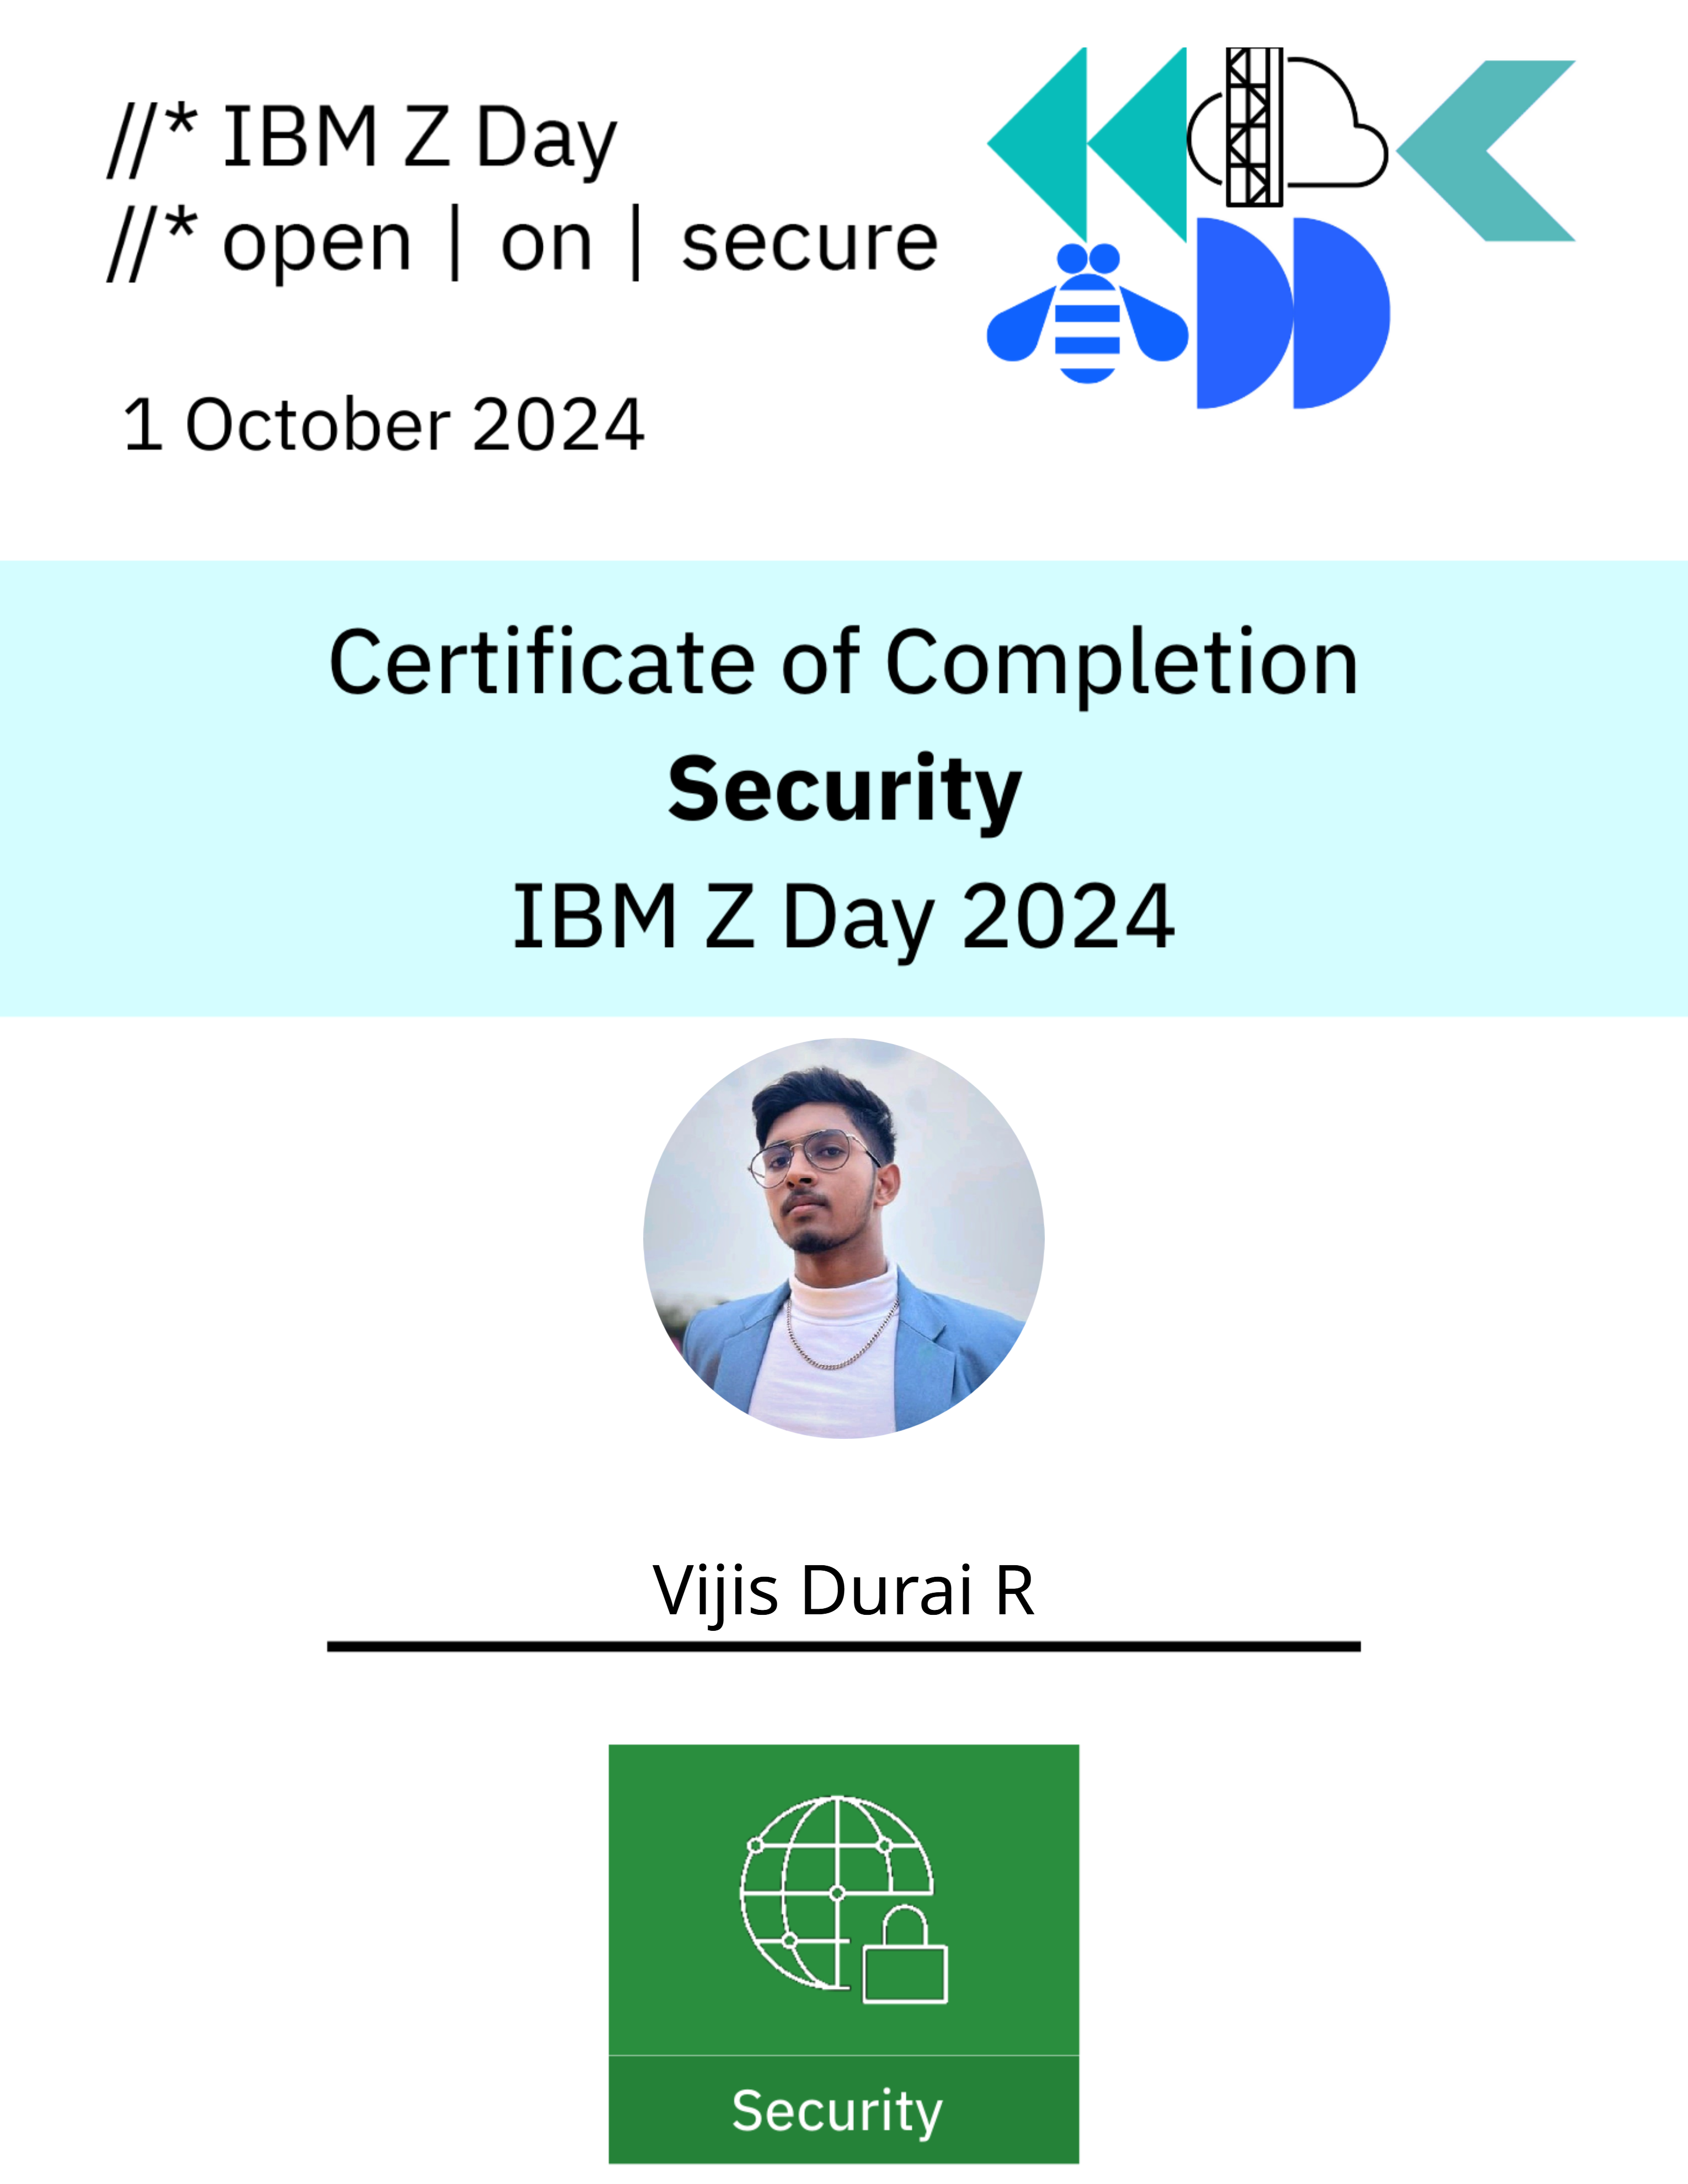 //* IBM Z Day
//* open | on | secure
1 October 2024
Certificate of Completion
Security
IBM Z Day 2024
Vijis Durai R
Security